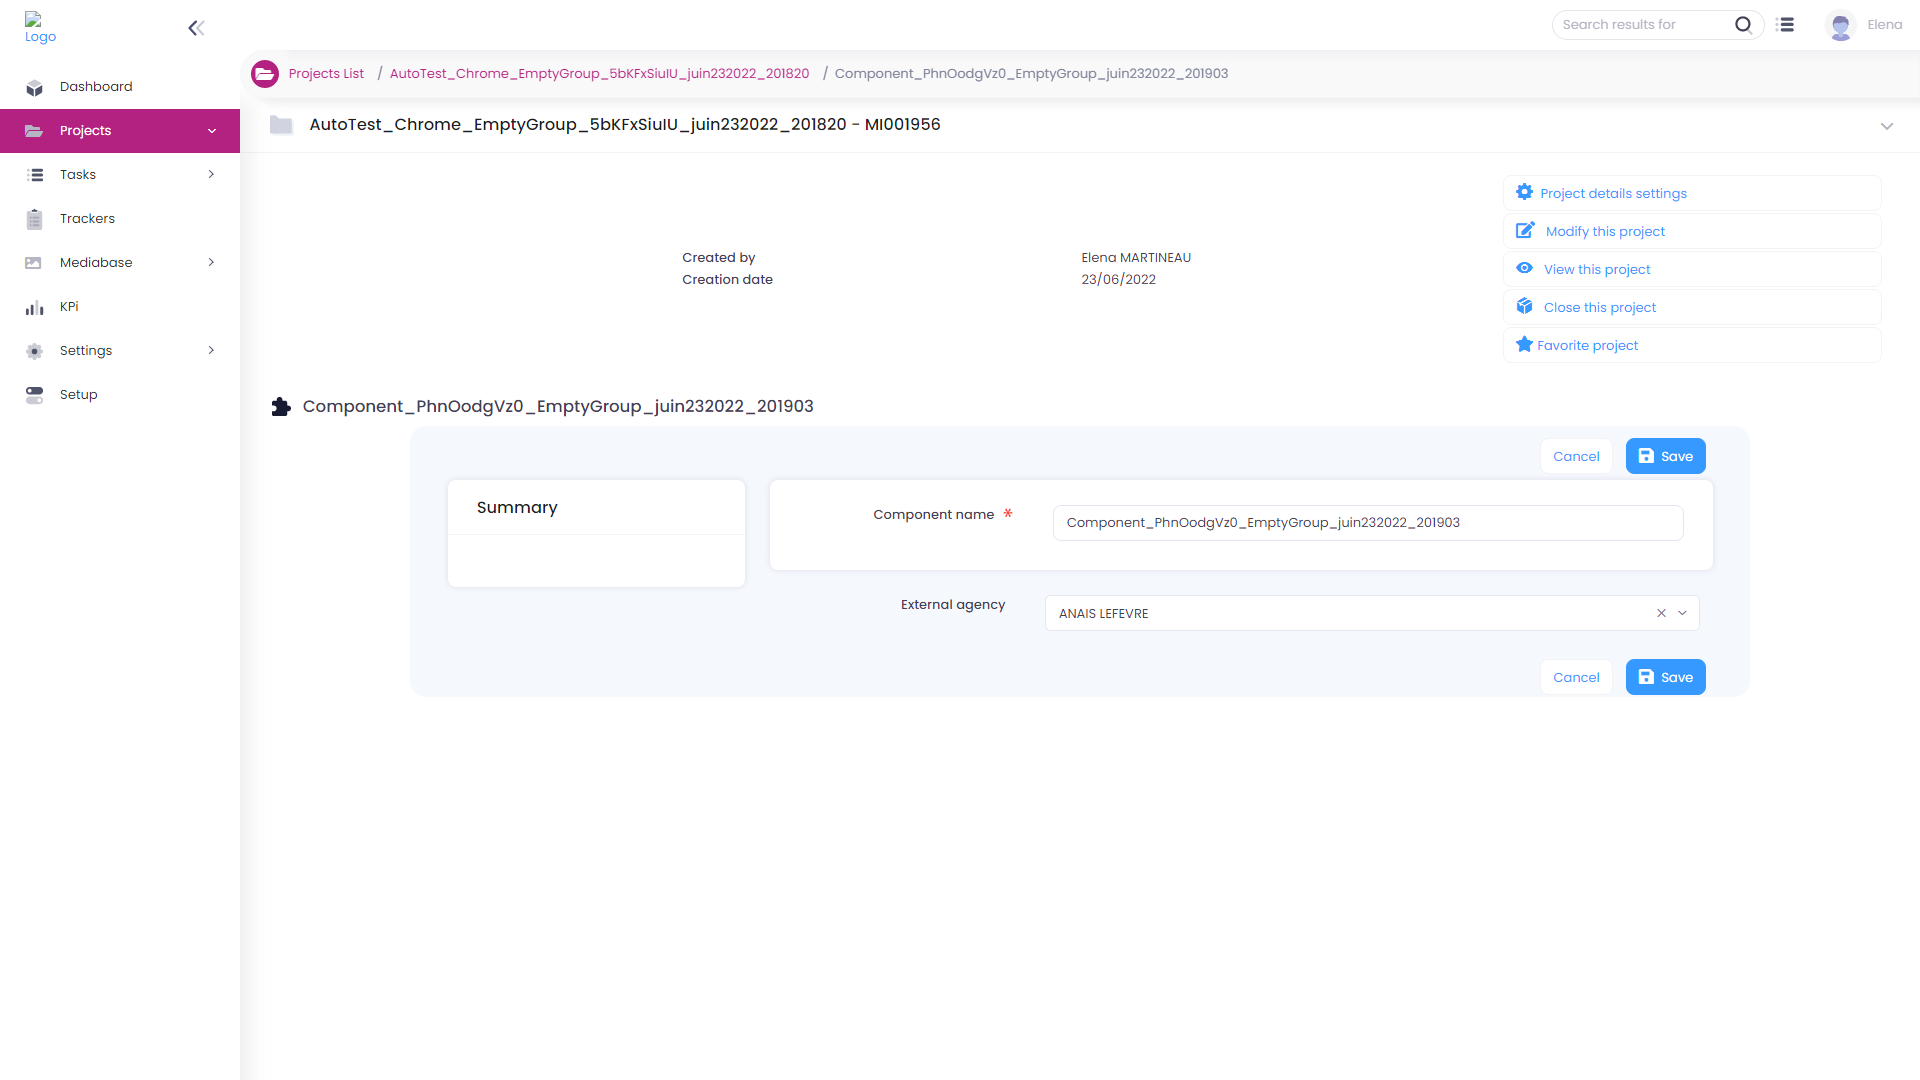 Logo
Search results for
Elena
Dashboard
Projects
Tasks
Trackers
Mediabase
KPi
Settings
Setup
Projects List / AutoTest_Chrome_EmptyGroup_5bKFxSiuIU_juin232022_201820 / Component_PhnOodgVz0_EmptyGroup_juin232022_201903
AutoTest_Chrome_EmptyGroup_5bKFxSiuIU_juin232022_201820 - MI001956
Created by Elena MARTINEAU
Creation date 23/06/2022
Project details settings
Modify this project
View this project
Close this project
Favorite project
Component_PhnOodgVz0_EmptyGroup_juin232022_201903
Cancel Save
Summary
Component name * Component_PhnOodgVz0_EmptyGroup_juin232022_201903
External agency ANAIS LEFEVRE
Cancel Save